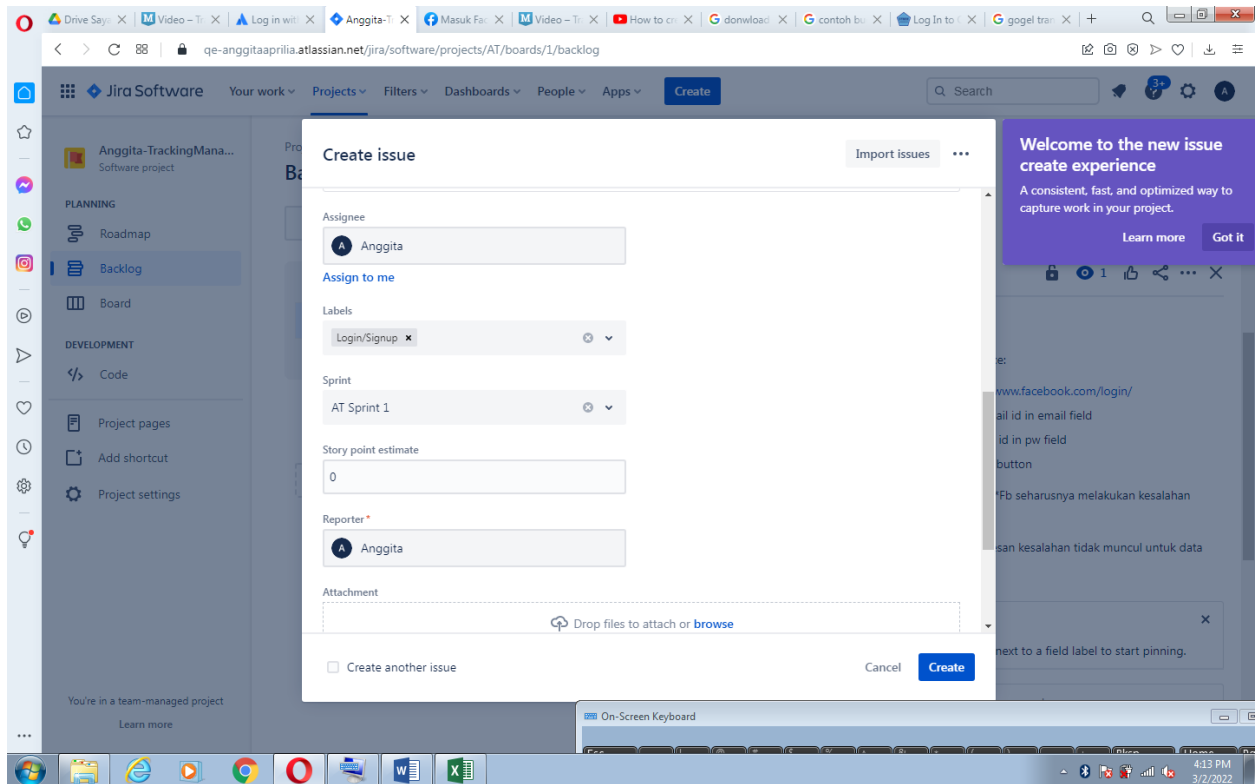 Drive Saya
Video – Tr
Log in with
Anggita-Tr
Masuk Fac
Video – Tr
How to cr
donwload
contoh bu
Log In to
gogel tran
qe-anggitaaprilia.atlassian.net/jira/software/projects/AT/boards/1/backlog
Jira Software
Your work
Projects
Filters
Dashboards
People
Apps
Create
Search
3+
A
Anggita-TrackingMana...
Software project
PLANNING
Roadmap
Backlog
Board
DEVELOPMENT
Code
Project pages
Add shortcut
Project settings
You're in a team-managed project
Learn more
Pro
Ba
Create issue
Import issues
Assignee
A Anggita
Assign to me
Labels
Login/Signup
Sprint
AT Sprint 1
Story point estimate
0
Reporter*
A Anggita
Attachment
Drop files to attach or browse
Create another issue
Cancel
Create
Welcome to the new issue
create experience
A consistent, fast, and optimized way to
capture work in your project.
Learn more
Got it
1
e:
www.facebook.com/login/
ail id in email field
id in pw field
button
*Fb seharusnya melakukan kesalahan
san kesalahan tidak muncul untuk data
next to a field label to start pinning.
On-Screen Keyboard
4:13 PM
3/2/2022